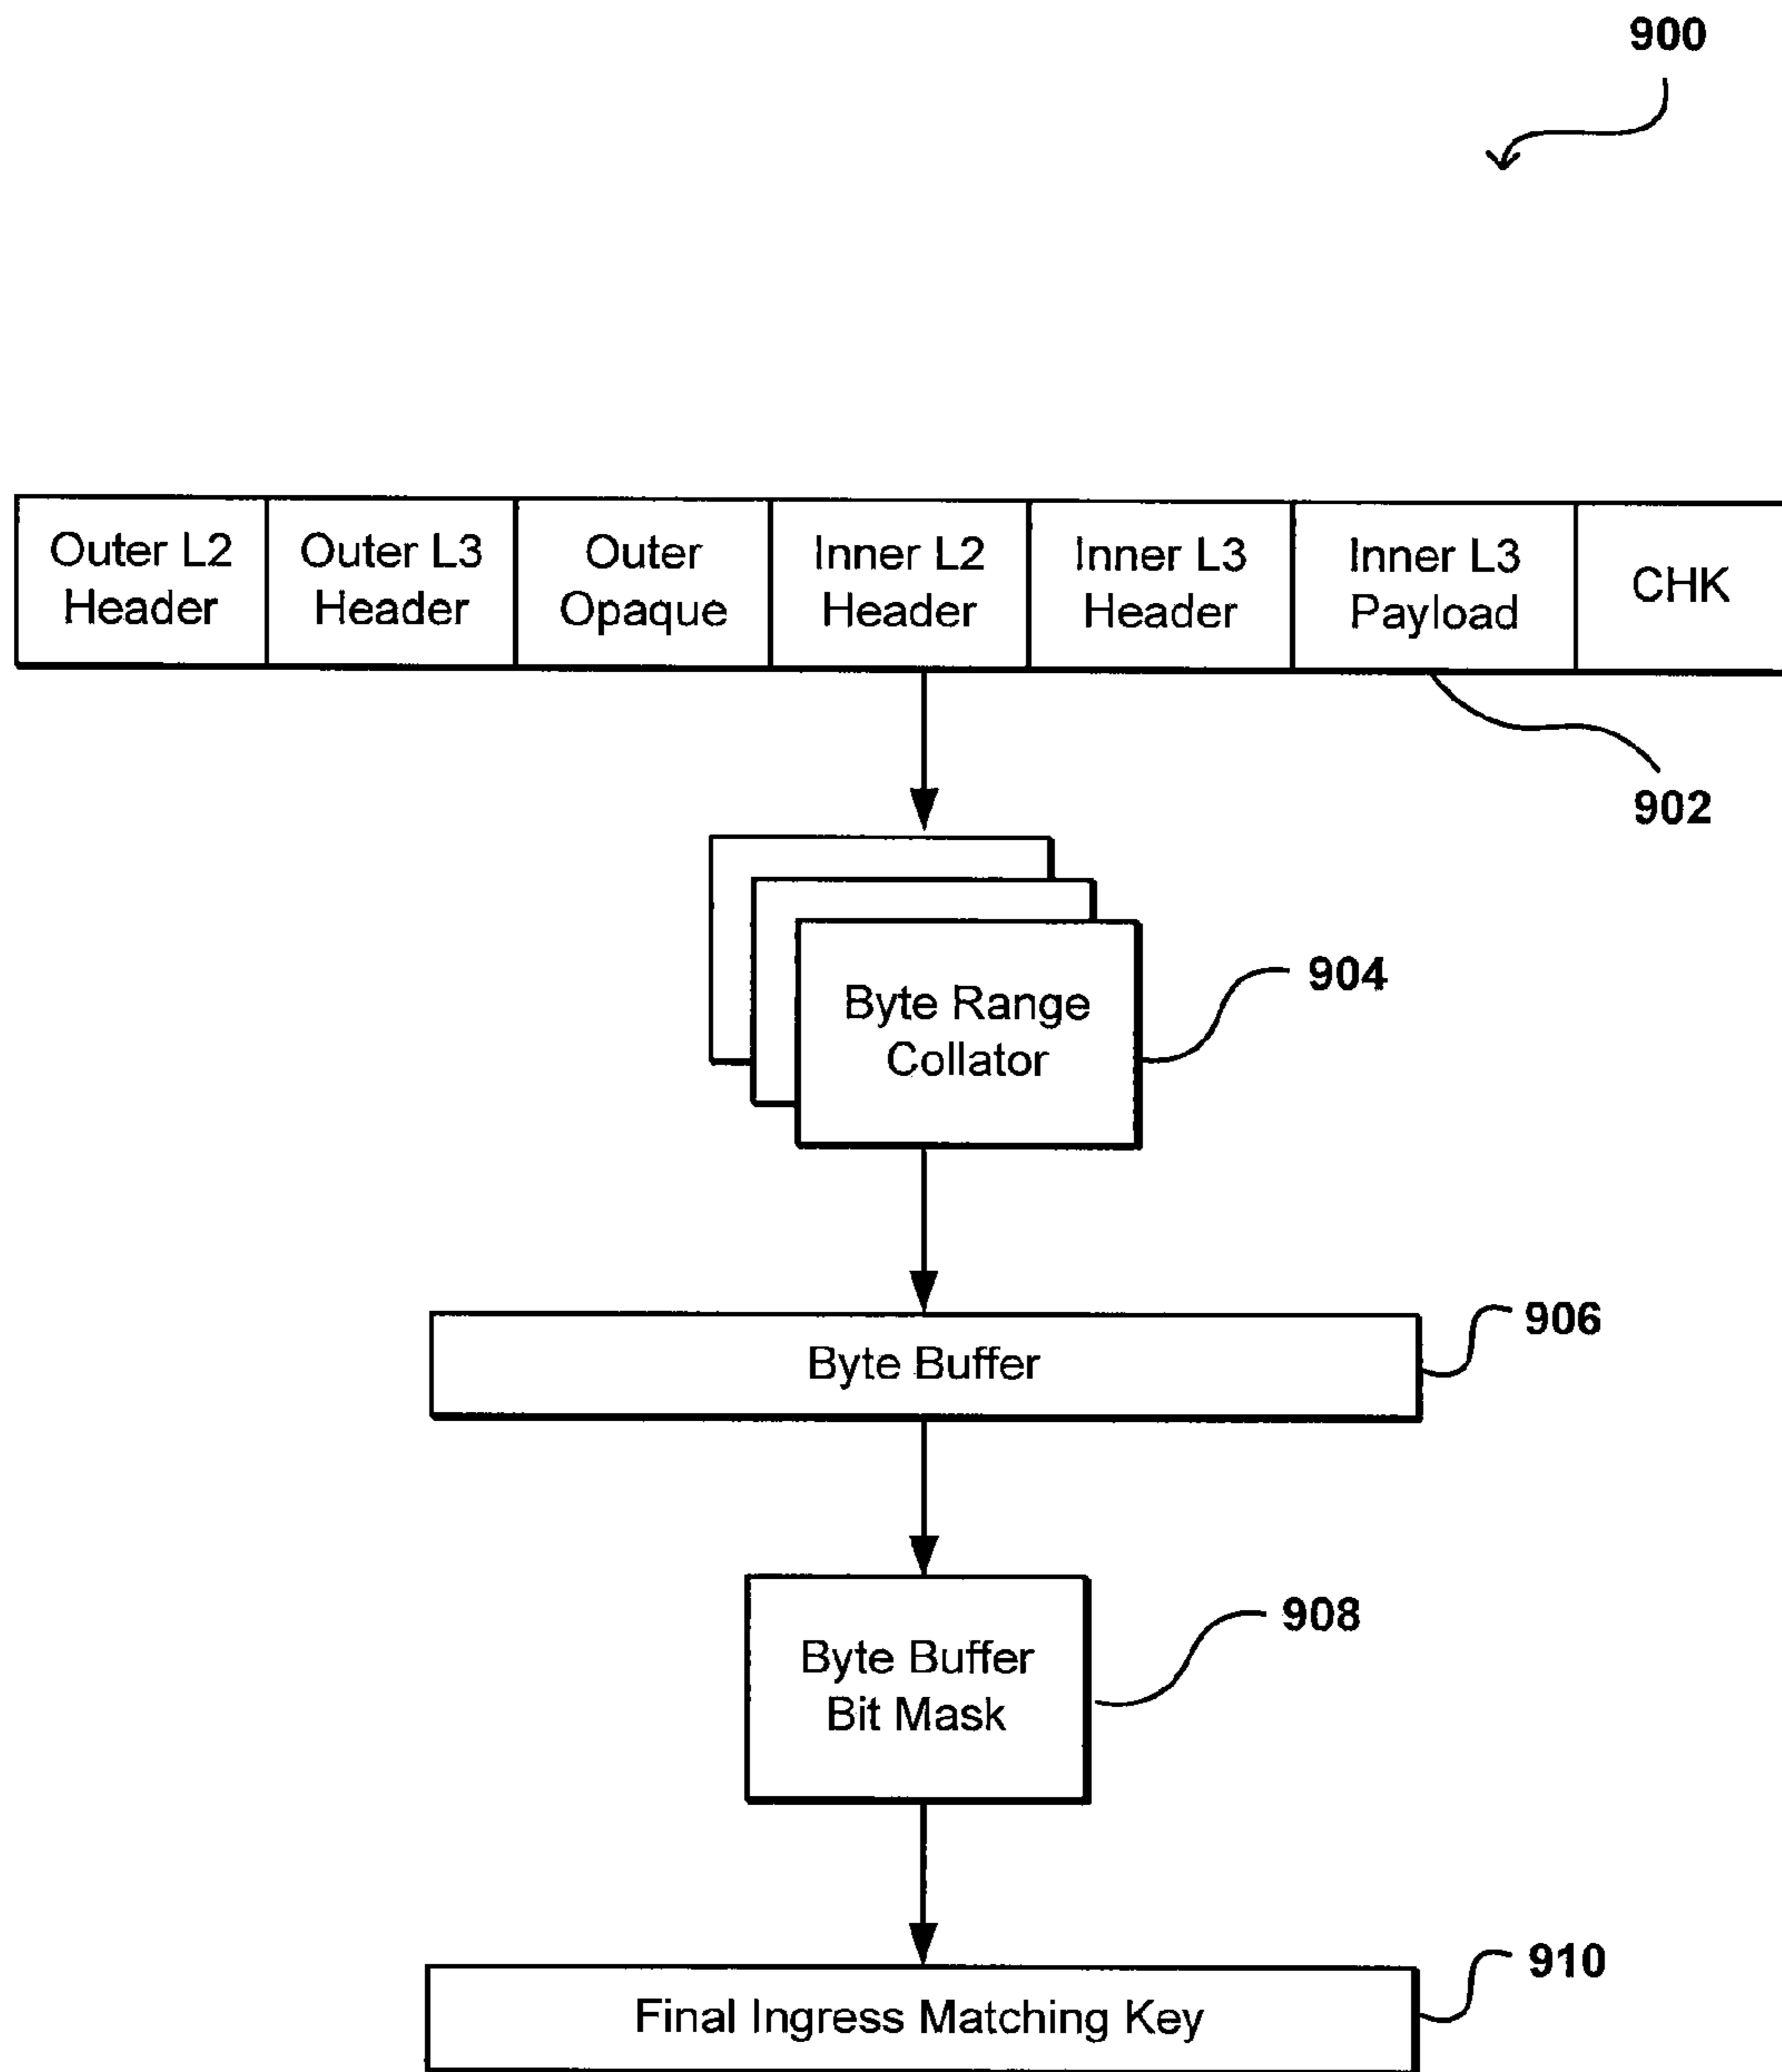 900
Outer L2
Header
Outer L3
Header
Outer
Opaque
Inner L2
Header
Inner L3
Header
Inner L3
Payload
CHK
902
Byte Range
Collator
904
Byte Buffer
906
Byte Buffer
Bit Mask
908
Final Ingress Matching Key
910